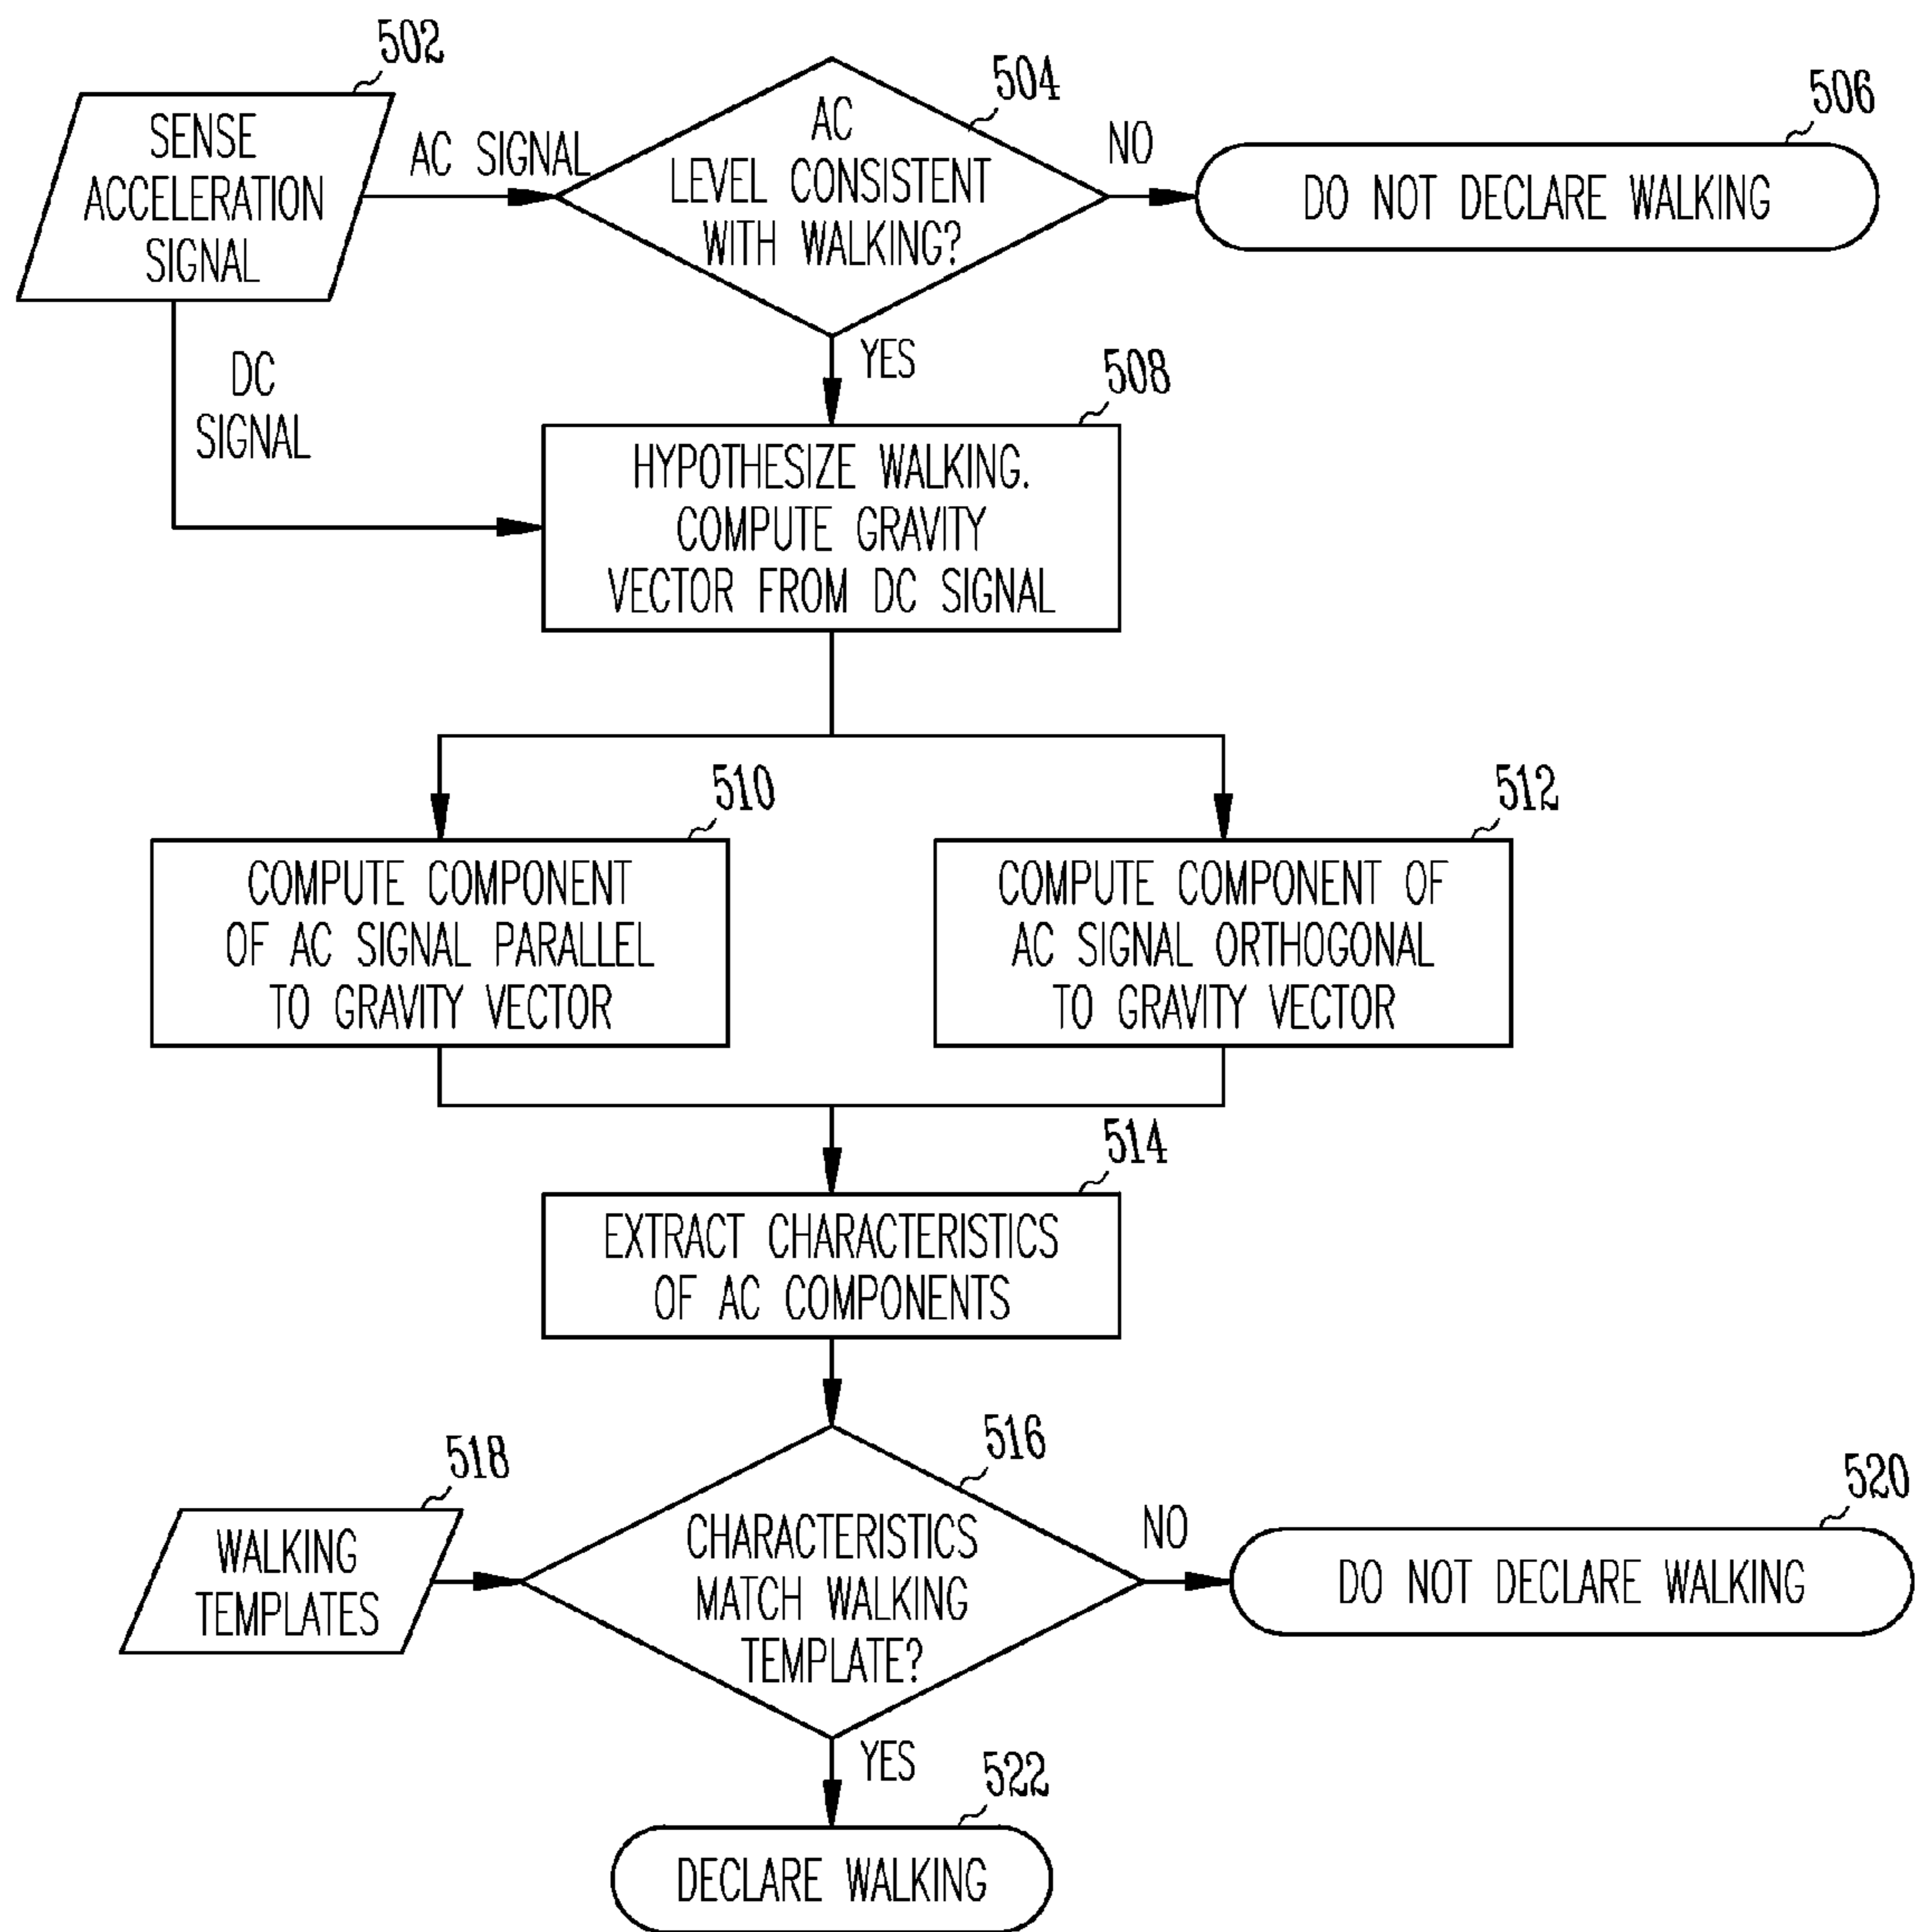 502
SENSE
ACCELERATION
SIGNAL
AC SIGNAL
504
AC
LEVEL CONSISTENT
WITH WALKING?
NO
506
DO NOT DECLARE WALKING
DC
SIGNAL
YES
508
HYPOTHESIZE WALKING.
COMPUTE GRAVITY
VECTOR FROM DC SIGNAL
510
COMPUTE COMPONENT
OF AC SIGNAL PARALLEL
TO GRAVITY VECTOR
512
COMPUTE COMPONENT OF
AC SIGNAL ORTHOGONAL
TO GRAVITY VECTOR
514
EXTRACT CHARACTERISTICS
OF AC COMPONENTS
518
WALKING
TEMPLATES
516
CHARACTERISTICS
MATCH WALKING
TEMPLATE?
NO
520
DO NOT DECLARE WALKING
YES
522
DECLARE WALKING